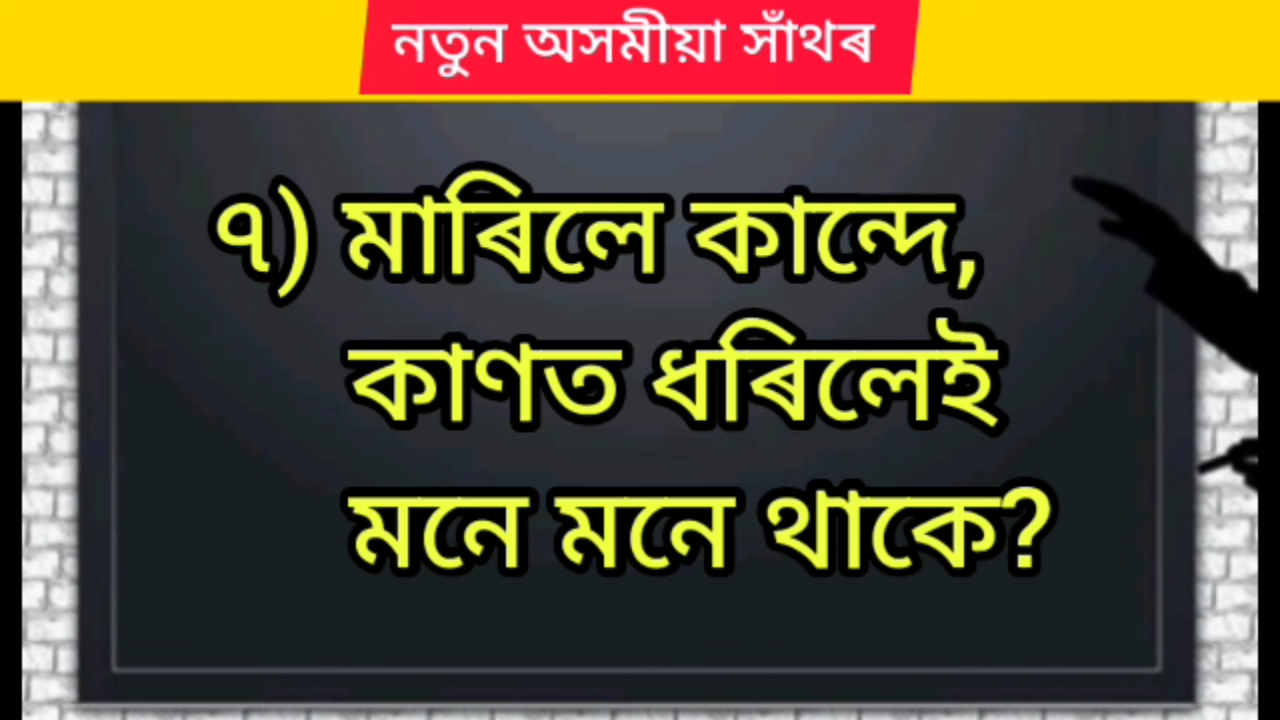 নতুন অসমীয়া সাঁথৰ
৭) মাৰিলে কান্দে,
কাণত ধৰিলেই
মনে মনে থাকে?